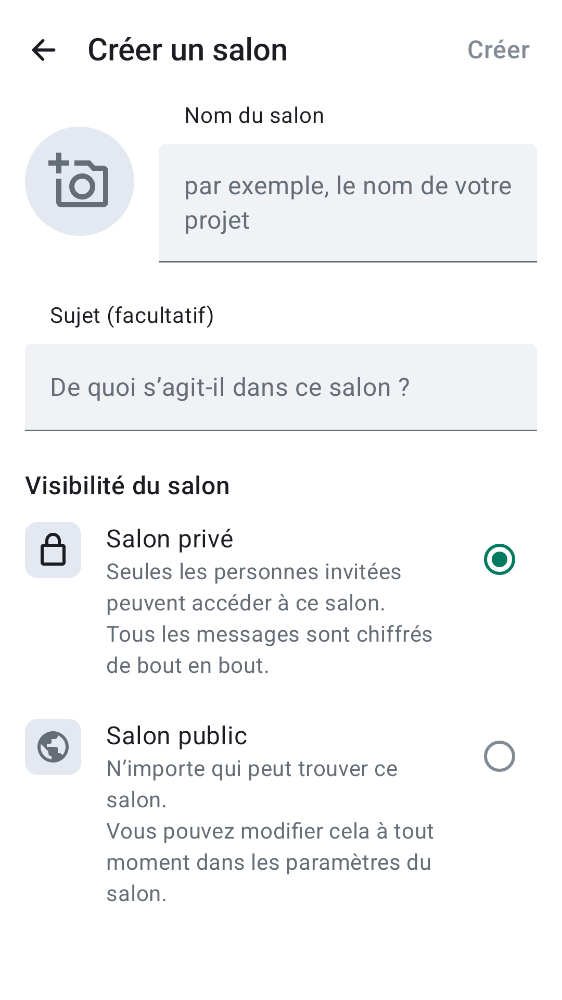 Créer un salon
Créer
Nom du salon
par exemple, le nom de votre
projet
Sujet (facultatif)
De quoi s’agit-il dans ce salon ?
Visibilité du salon
Salon privé
Seules les personnes invitées
peuvent accéder à ce salon.
Tous les messages sont chiffrés
de bout en bout.
Salon public
N’importe qui peut trouver ce
salon.
Vous pouvez modifier cela à tout
moment dans les paramètres du
salon.